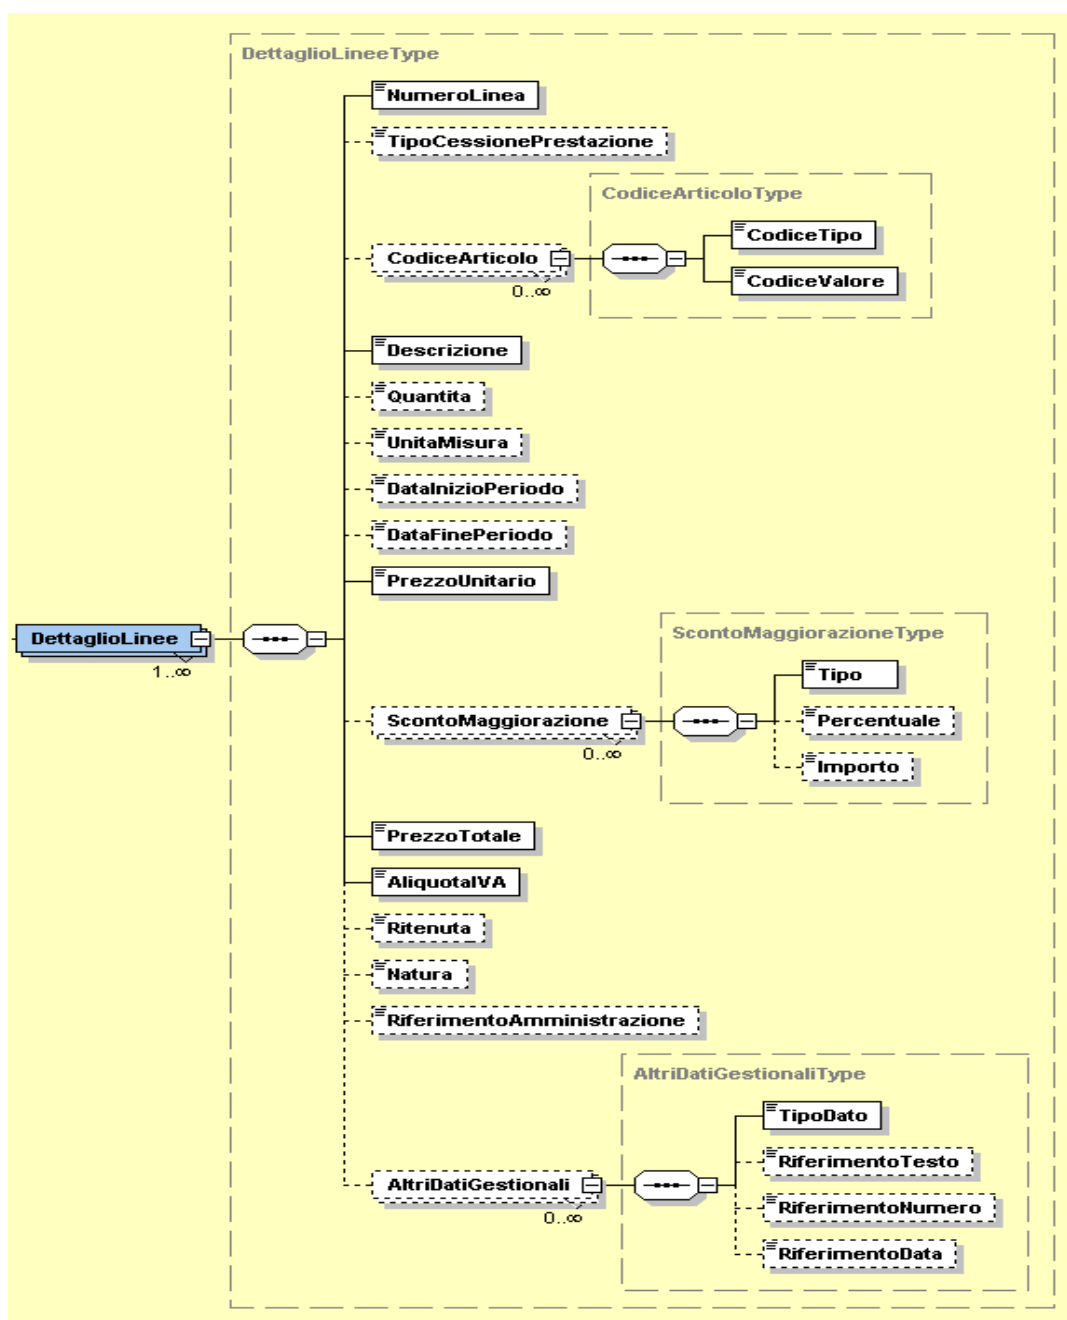 DettaglioLineeType
NumeroLinea
TipoCessionePrestazione
CodiceArticoloType
CodiceArticolo
0..∞
CodiceTipo
CodiceValore
Descrizione
Quantita
UnitaMisura
DataInizioPeriodo
DataFinePeriodo
PrezzoUnitario
DettaglioLinee
1..∞
ScontoMaggiorazioneType
ScontoMaggiorazione
0..∞
Tipo
Percentuale
Importo
PrezzoTotale
AliquotaIVA
Ritenuta
Natura
RiferimentoAmministrazione
AltriDatiGestionaliType
AltriDatiGestionali
0..∞
TipoDato
RiferimentoTesto
RiferimentoNumero
RiferimentoData